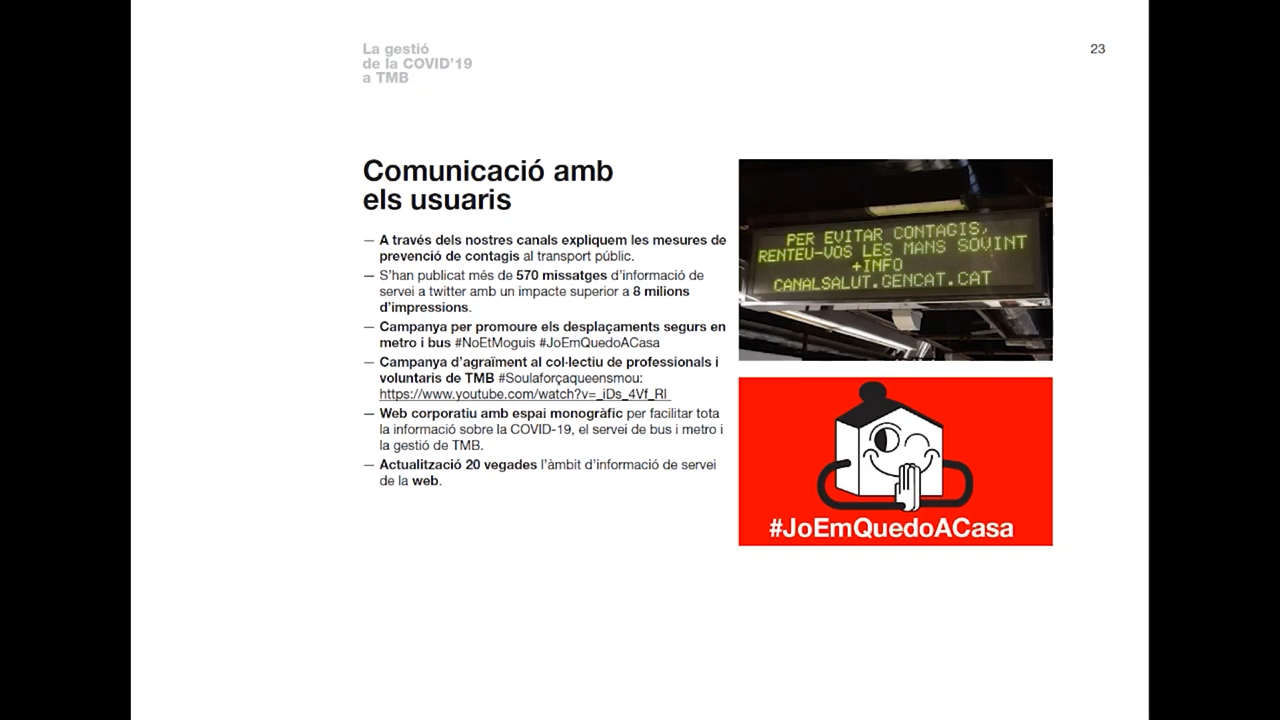 La gestió
de la COVID'19
a TMB
23
Comunicació amb
els usuaris
— A través dels nostres canals expliquem les mesures de
prevenció de contagis al transport públic.
— S'han publicat més de 570 missatges d'informació de
servei a twitter amb un impacte superior a 8 milions
d'impressions.
— Campanya per promoure els desplaçaments segurs en
metro i bus #NoEtMoguis #JoEmQuedoACasa
— Campanya d'agraïment al col·lectiu de professionals i
voluntaris de TMB #Soulaforçaqueensmou:
https://www.youtube.com/watch?v=_iDs_4Vf_RI
— Web corporatiu amb espai monogràfic per facilitar tota
la informació sobre la COVID-19, el servei de bus i metro i
la gestió de TMB.
— Actualització 20 vegades l'àmbit d'informació de servei
de la web.
PER EVITAR CONTAGIS,
RENTEU-VOS LES MANS SOVINT
+INFO
CANALSALUT.GENCAT.CAT
#JoEmQuedoACasa